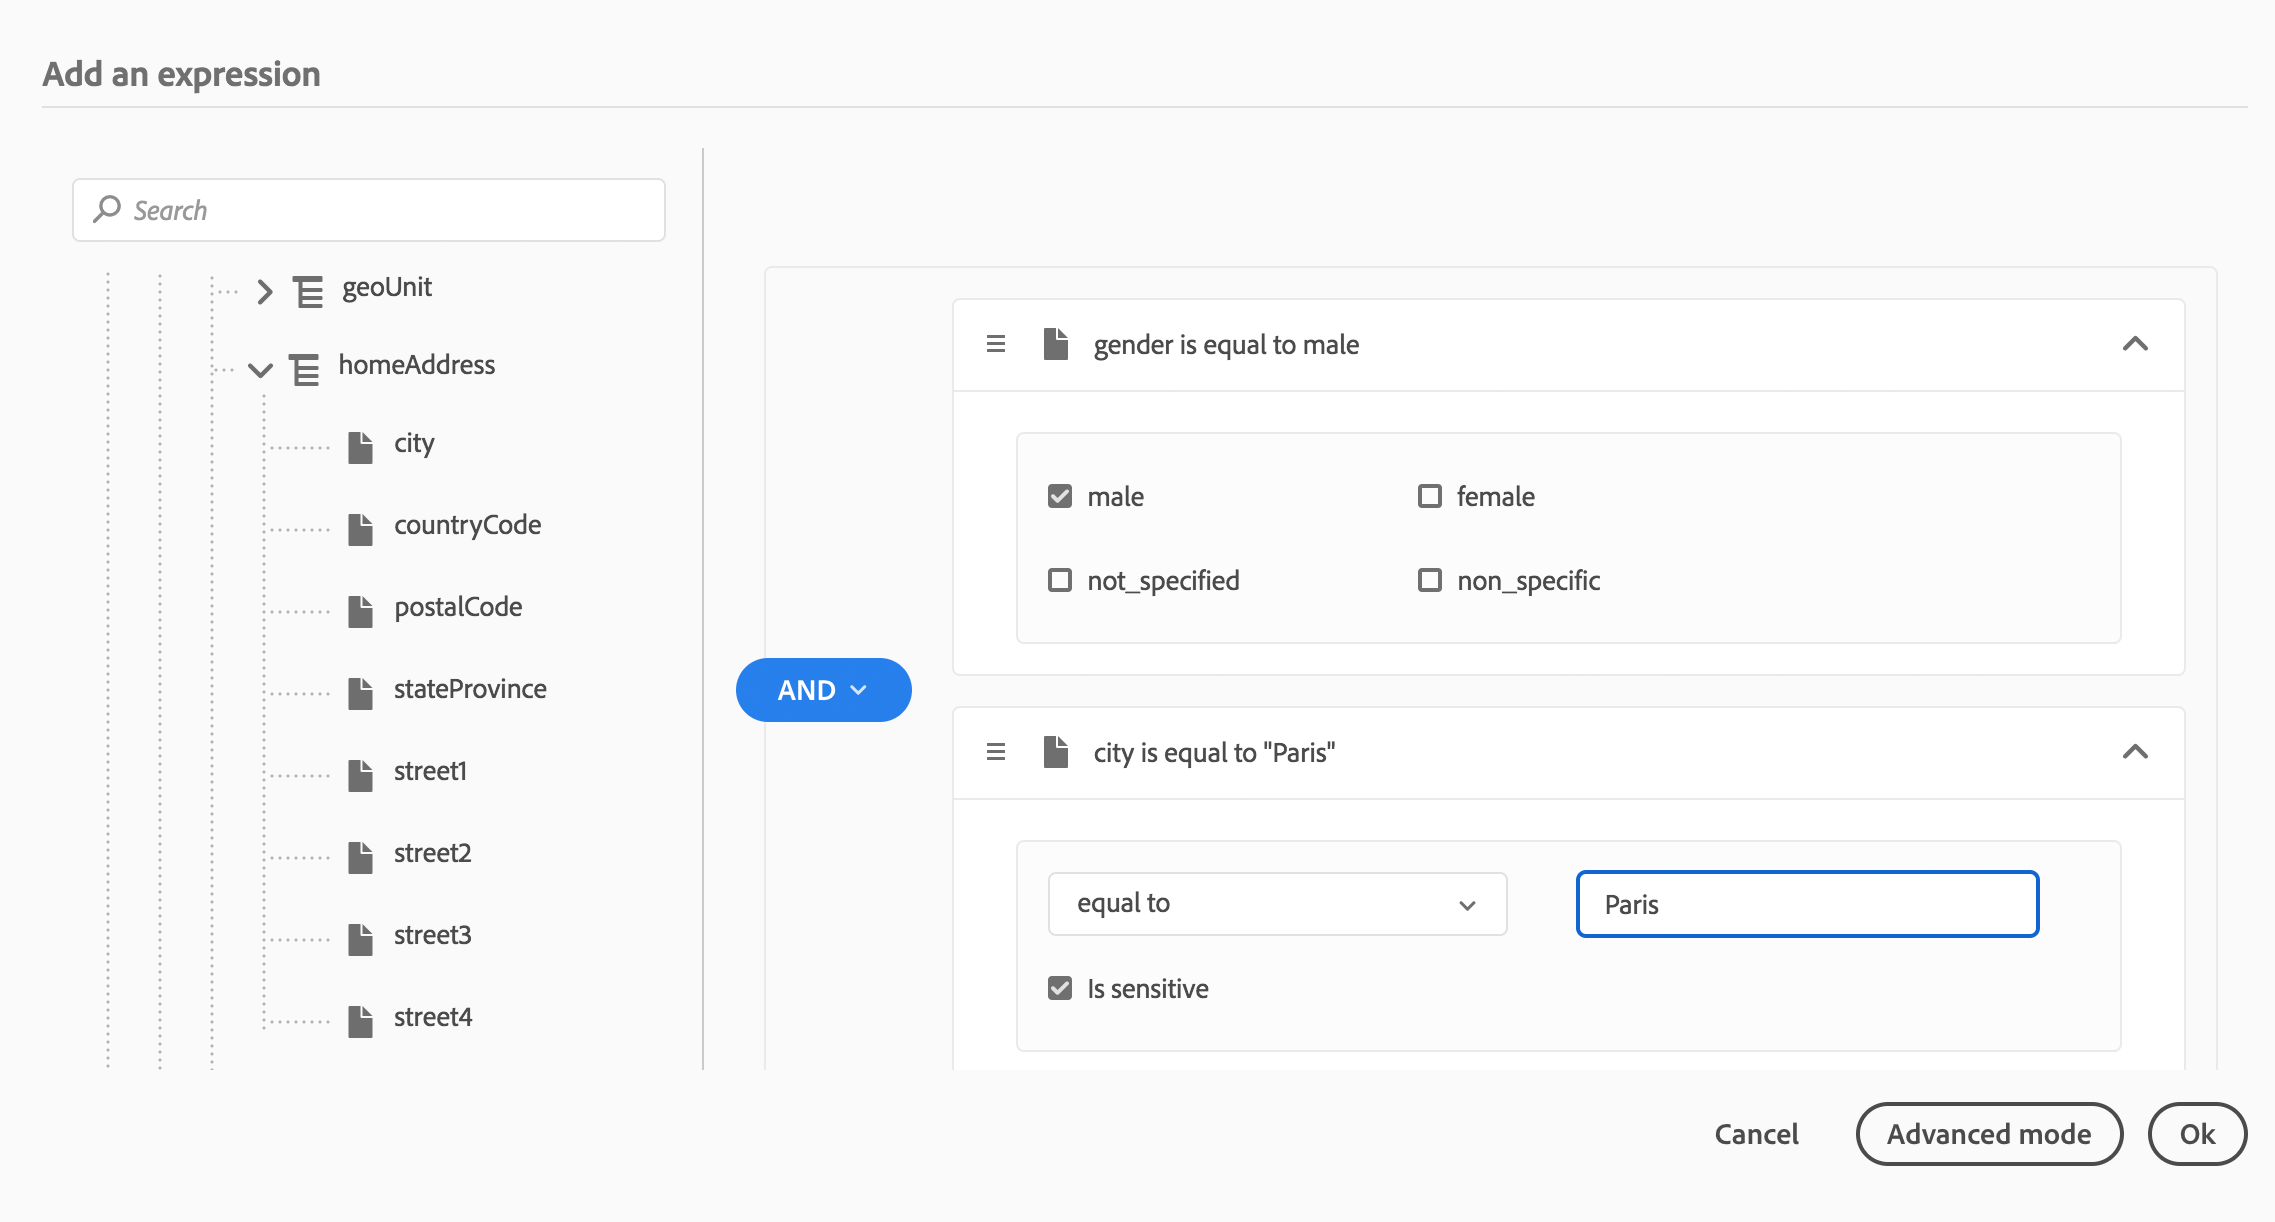 Add an expression
Search
geoUnit
homeAddress
city
countryCode
postalCode
stateProvince
street1
street2
street3
street4
AND
gender is equal to male
male
female
not_specified
non_specific
city is equal to "Paris"
equal to
Paris
Is sensitive
Cancel
Advanced mode
Ok